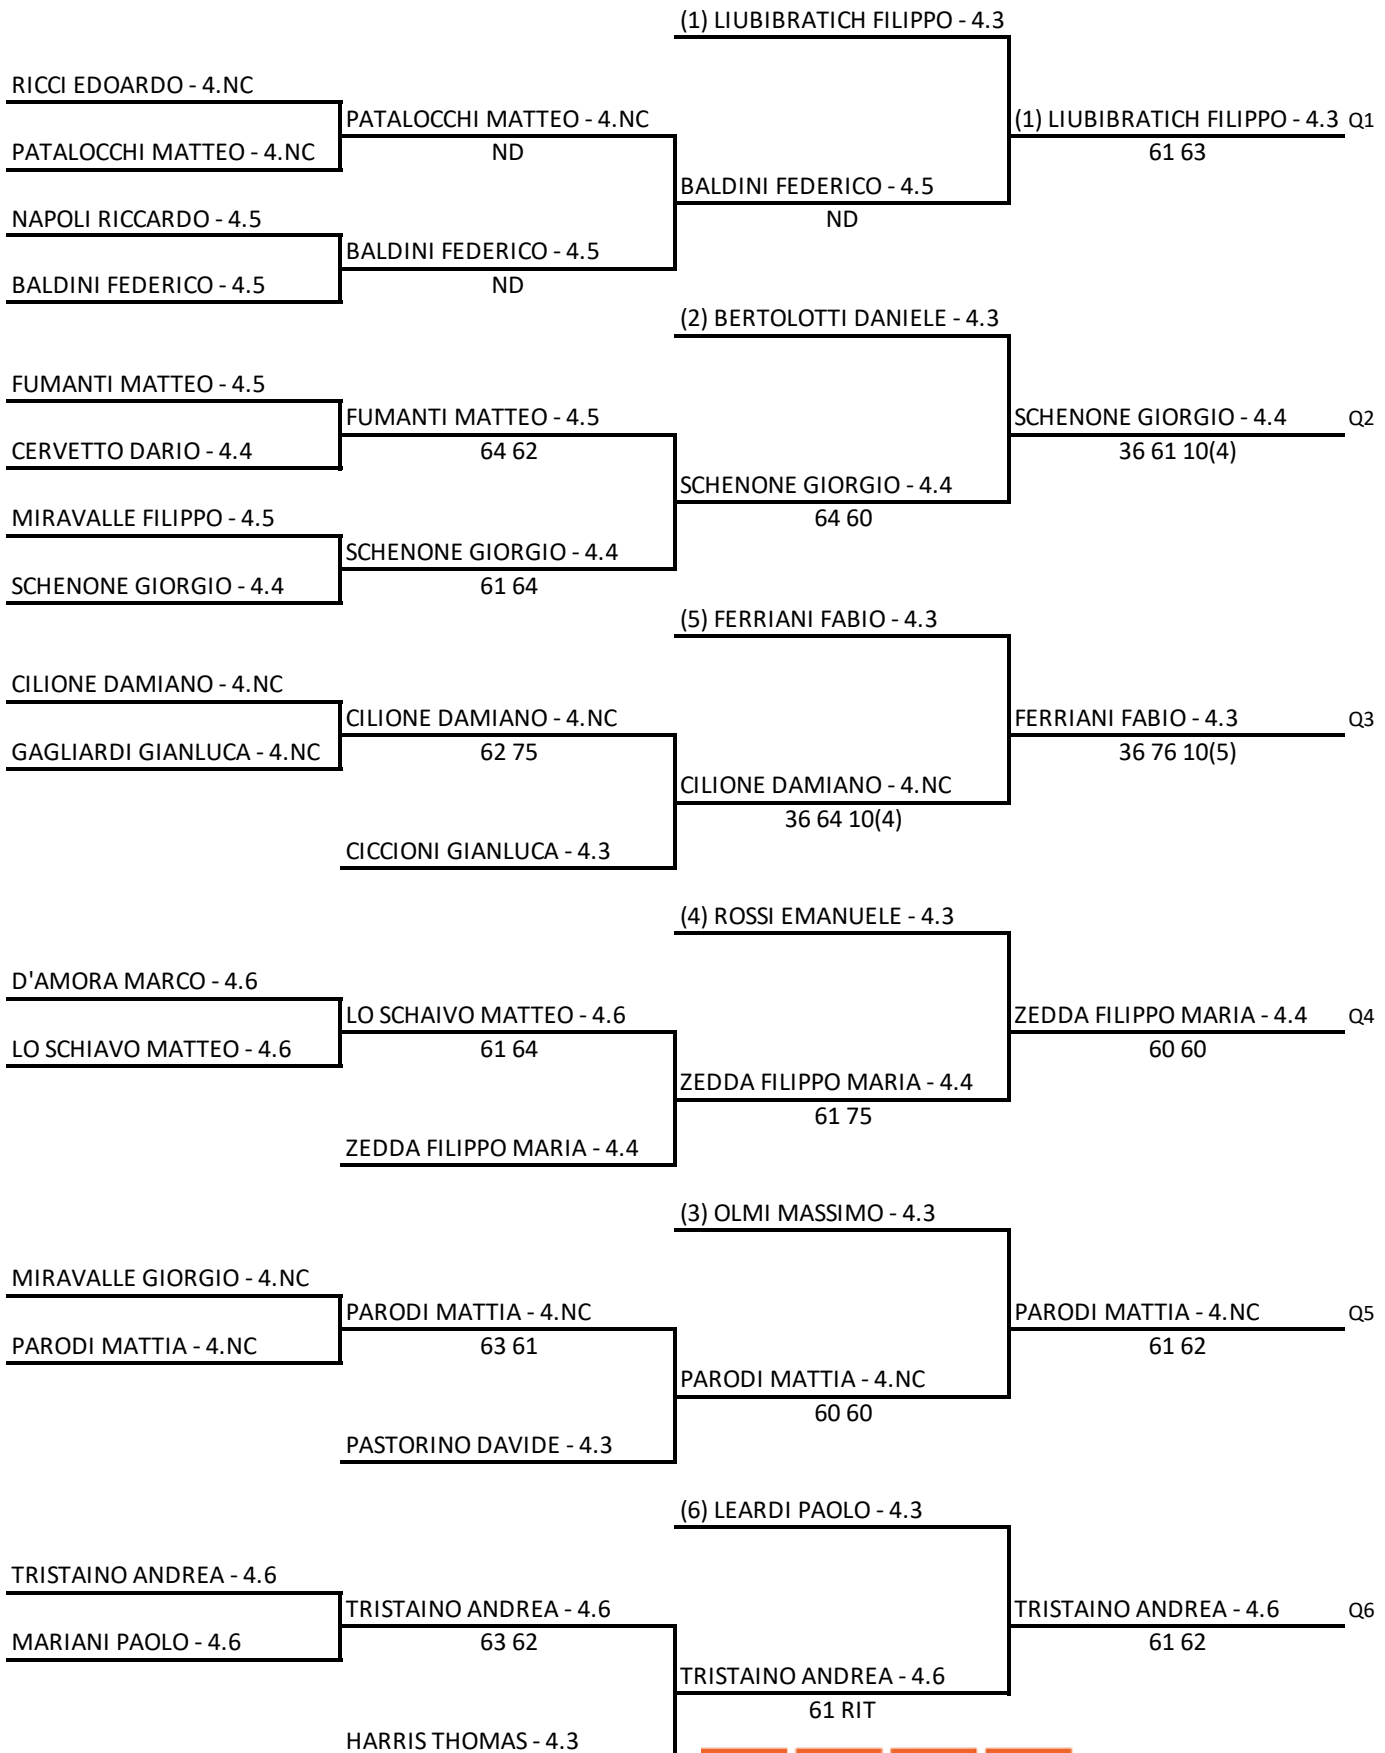 (1) LIUBIBRATICH FILIPPO - 4.3
RICCI EDOARDO - 4.NC
PATALOCCHI MATTEO - 4.NC
(1) LIUBIBRATICH FILIPPO - 4.3 Q1
PATALOCCHI MATTEO - 4.NC
ND
61 63
BALDINI FEDERICO - 4.5
NAPOLI RICCARDO - 4.5
ND
BALDINI FEDERICO - 4.5
BALDINI FEDERICO - 4.5
ND
(2) BERTOLOTTI DANIELE - 4.3
FUMANTI MATTEO - 4.5
FUMANTI MATTEO - 4.5
SCHENONE GIORGIO - 4.4 Q2
CERVETTO DARIO - 4.4
64 62
36 61 10(4)
SCHENONE GIORGIO - 4.4
MIRAVALLE FILIPPO - 4.5
64 60
SCHENONE GIORGIO - 4.4
SCHENONE GIORGIO - 4.4
61 64
(5) FERRIANI FABIO - 4.3
CILIONE DAMIANO - 4.NC
CILIONE DAMIANO - 4.NC
FERRIANI FABIO - 4.3 Q3
GAGLIARDI GIANLUCA - 4.NC
62 75
36 76 10(5)
CILIONE DAMIANO - 4.NC
36 64 10(4)
CICCIONI GIANLUCA - 4.3
(4) ROSSI EMANUELE - 4.3
D'AMORA MARCO - 4.6
LO SCHAIVO MATTEO - 4.6
ZEDDA FILIPPO MARIA - 4.4 Q4
LO SCHIAVO MATTEO - 4.6
61 64
60 60
ZEDDA FILIPPO MARIA - 4.4
61 75
ZEDDA FILIPPO MARIA - 4.4
(3) OLMI MASSIMO - 4.3
MIRAVALLE GIORGIO - 4.NC
PARODI MATTIA - 4.NC
PARODI MATTIA - 4.NC Q5
PARODI MATTIA - 4.NC
63 61
61 62
PARODI MATTIA - 4.NC
60 60
PASTORINO DAVIDE - 4.3
(6) LEARDI PAOLO - 4.3
TRISTAINO ANDREA - 4.6
TRISTAINO ANDREA - 4.6
TRISTAINO ANDREA - 4.6 Q6
MARIANI PAOLO - 4.6
63 62
61 62
TRISTAINO ANDREA - 4.6
61 RIT
HARRIS THOMAS - 4.3